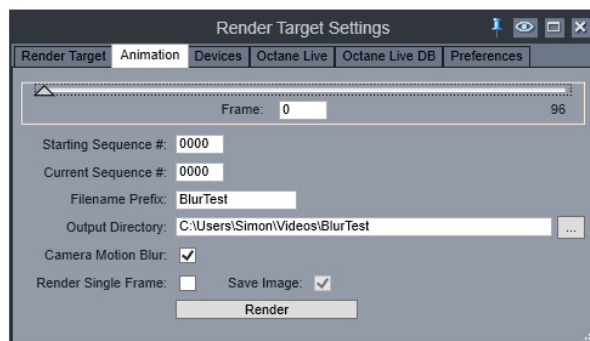 Render Target Settings
Render Target Animation Devices Octane Live Octane Live DB Preferences
Frame: 0 96
Starting Sequence #: 0000
Current Sequence #: 0000
Filename Prefix: BlurTest
Output Directory: C:\Users\Simon\Videos\BlurTest ...
Camera Motion Blur:
Render Single Frame: Save Image:
Render